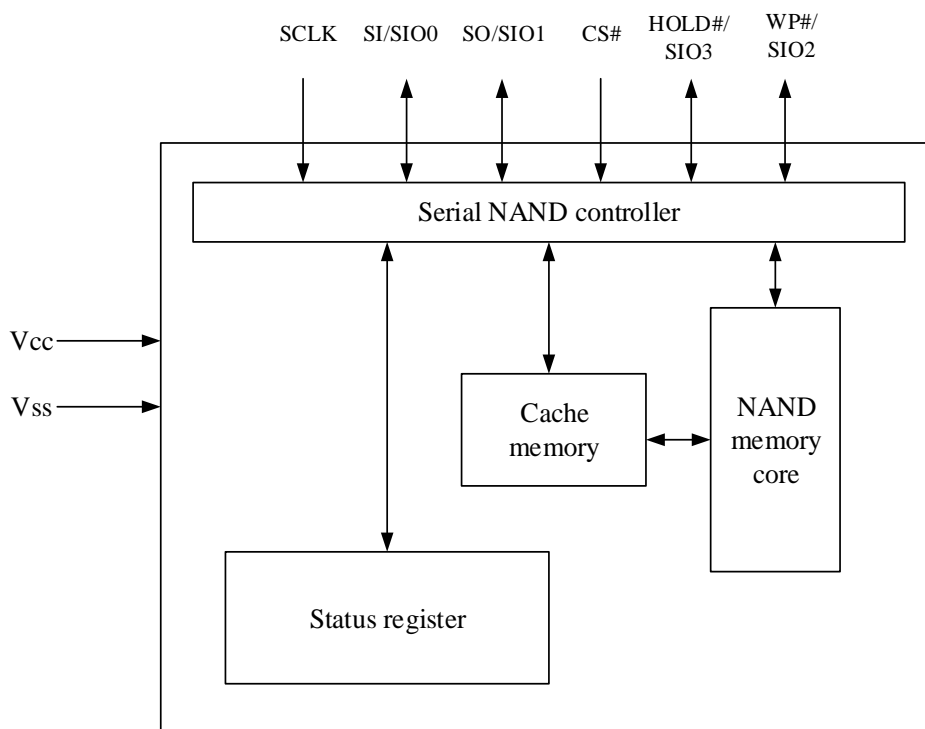 SCLK
SI/SIO0
SO/SIO1
CS#
HOLD#/
SIO3
WP#/
SIO2
Serial NAND controller
Vcc
Vss
Cache
memory
NAND
memory
core
Status register